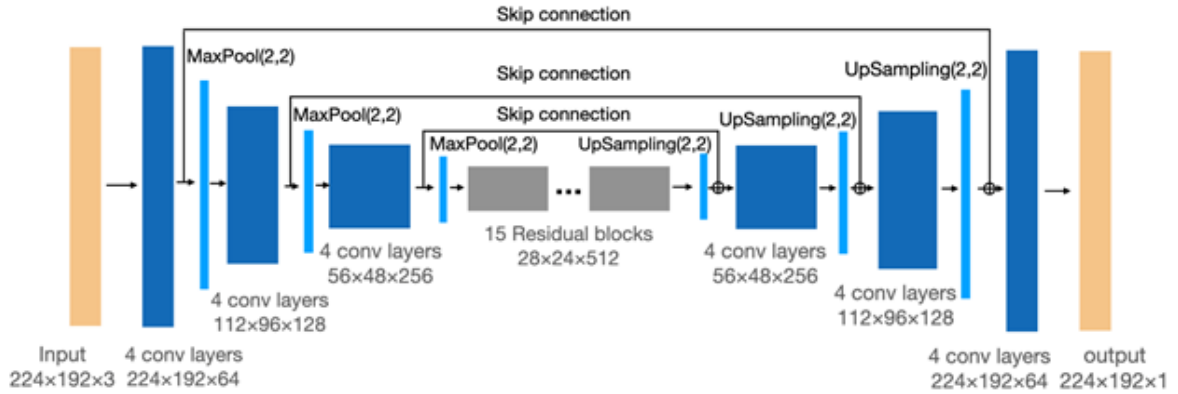 Skip connection
MaxPool(2,2)
Skip connection
UpSampling(2,2)
MaxPool(2,2)
Skip connection
UpSampling(2,2)
MaxPool(2,2)
UpSampling(2,2)
15 Residual blocks
28×24×512
4 conv layers
56×48×256
4 conv layers
56×48×256
4 conv layers
112×96×128
4 conv layers
112×96×128
Input
224×192×3
4 conv layers
224×192×64
4 conv layers
224×192×64
output
224×192×1